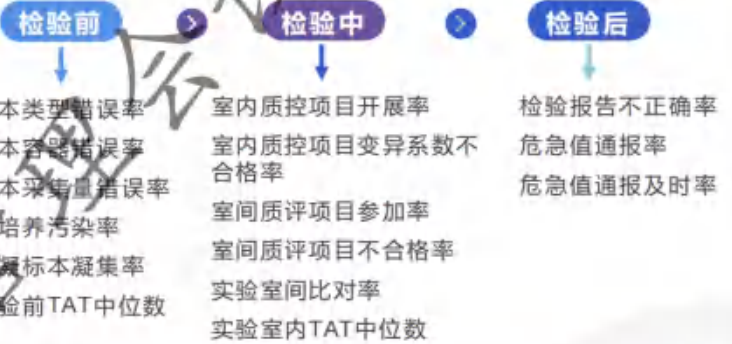 检验前
检验中
检验后
本类型错误率
本容器错误率
本采集量错误率
培养污染率
凝标本凝集率
验前TAT中位数
室内质控项目开展率
室内质控项目变异系数不
合格率
室间质评项目参加率
室间质评项目不合格率
实验室间比对率
实验室内TAT中位数
检验报告不正确率
危急值通报率
危急值通报及时率
理
会